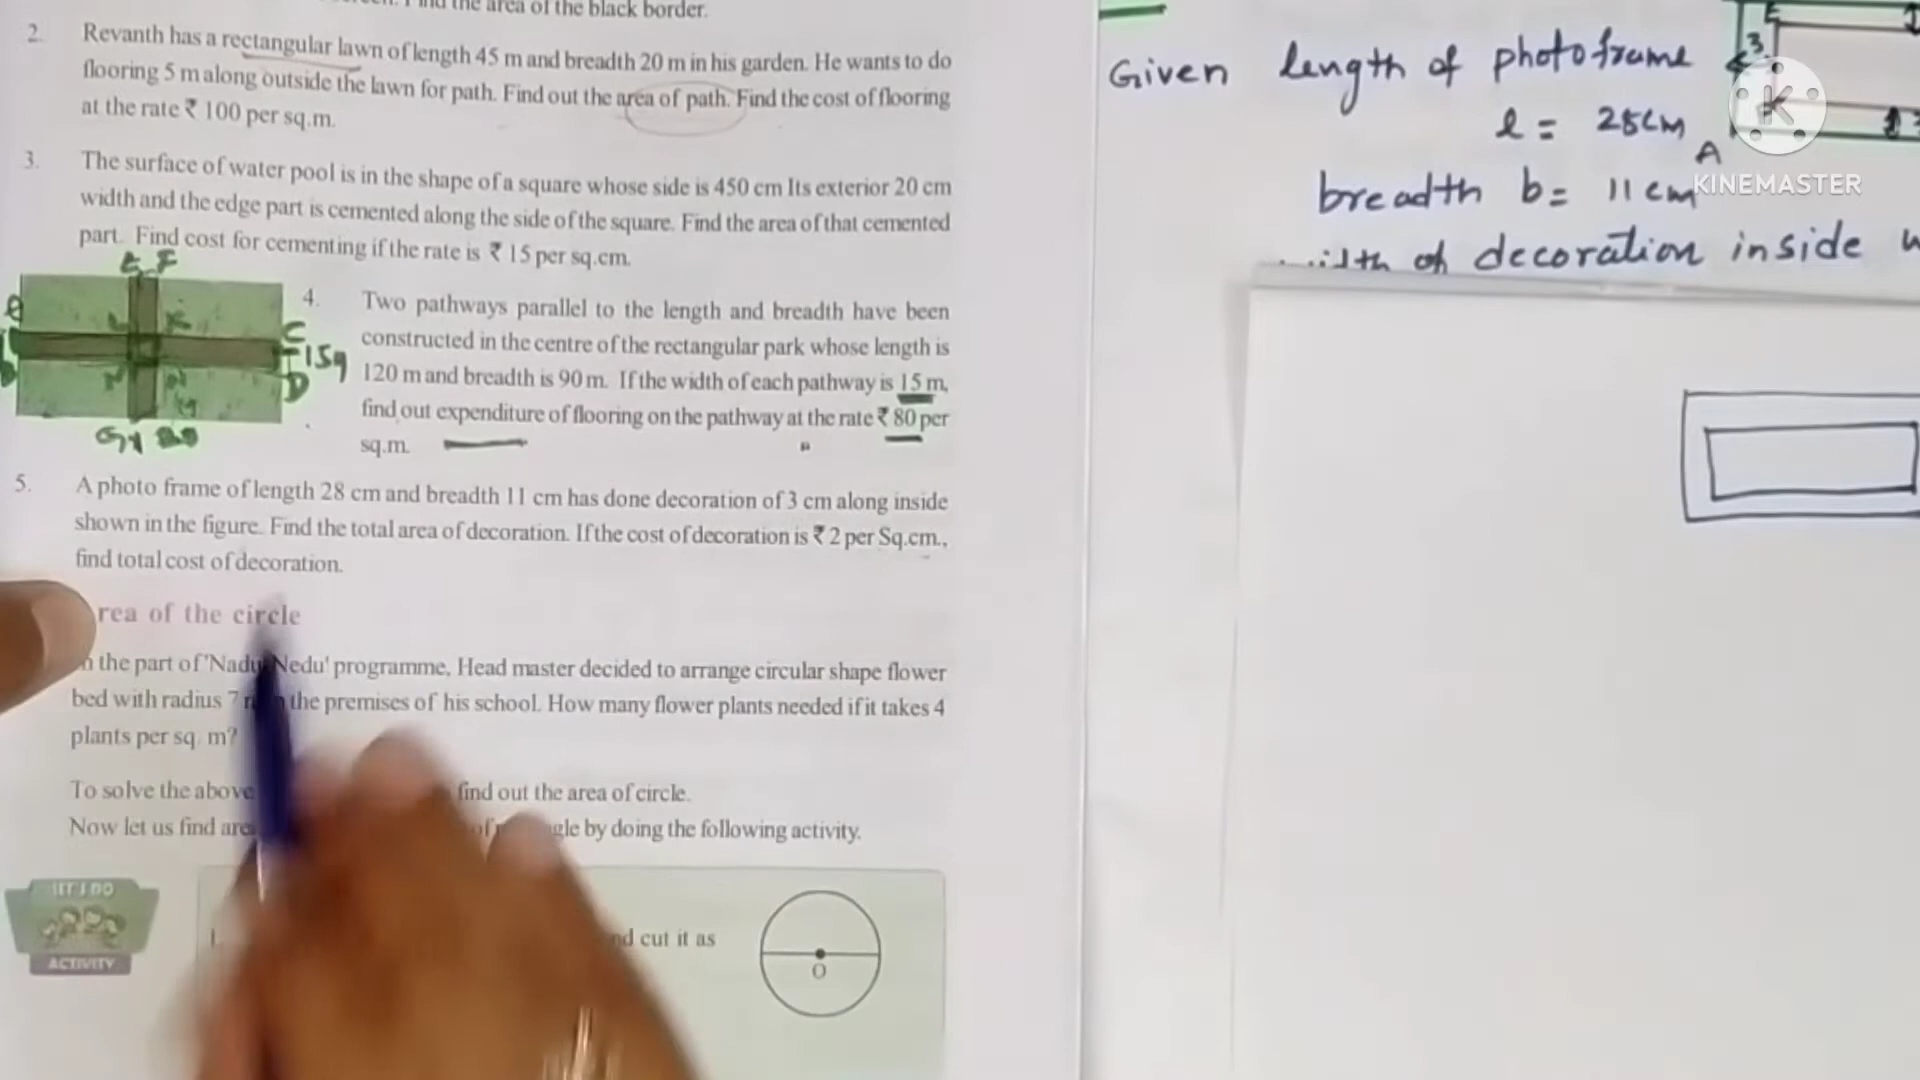 the area of the black border.
2. Revanth has a rectangular lawn of length 45 m and breadth 20 m in his garden. He wants to do
flooring 5 m along outside the lawn for path. Find out the area of path. Find the cost of flooring
at the rate ₹ 100 per sq.m.
3. The surface of water pool is in the shape of a square whose side is 450 cm Its exterior 20 cm
width and the edge part is cemented along the side of the square. Find the area of that cemented
part. Find cost for cementing if the rate is ₹ 15 per sq.cm.
E F
C
D
4. Two pathways parallel to the length and breadth have been
constructed in the centre of the rectangular park whose length is
120 m and breadth is 90 m. If the width of each pathway is 15 m,
find out expenditure of flooring on the pathway at the rate ₹ 80 per
sq.m.
5. A photo frame of length 28 cm and breadth 11 cm has done decoration of 3 cm along inside
shown in the figure. Find the total area of decoration. If the cost of decoration is ₹ 2 per Sq.cm.,
find total cost of decoration.
rea of the circle
n the part of 'Nadu Nedu' programme, Head master decided to arrange circular shape flower
bed with radius 7 the premises of his school. How many flower plants needed if it takes 4
plants per sq. m?
To solve the above find out the area of circle.
Now let us find by doing the following activity.
LET'S DO
ACTIVITY
1. cut it as
O
Given length of photoframe
l = 28cm
breadth b = 11 cm
of decoration inside
3
A
K
KINEMASTER